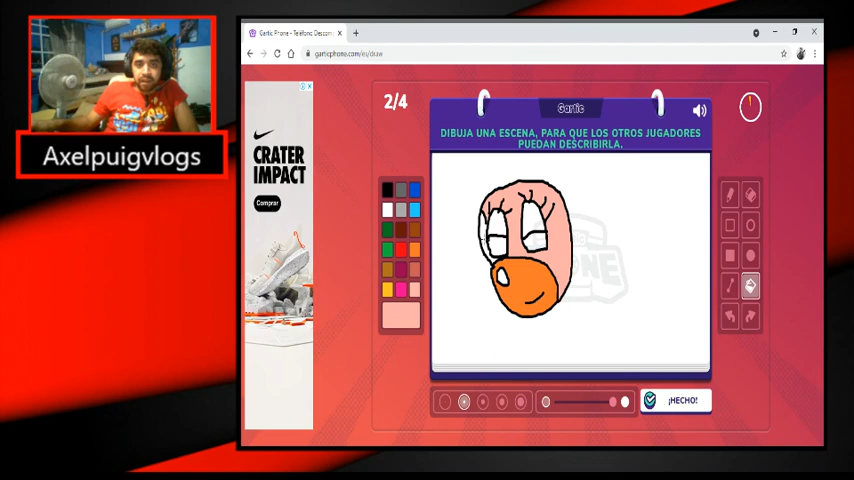 Gartic Phone - Teléfono Descom
garticphone.com/es/draw
2/4
Gartic
DIBUJA UNA ESCENA, PARA QUE LOS OTROS JUGADORES
PUEDAN DESCRIBIRLA.
Axelpuigvlogs
CRATER
IMPACT
Comprar
¡HECHO!